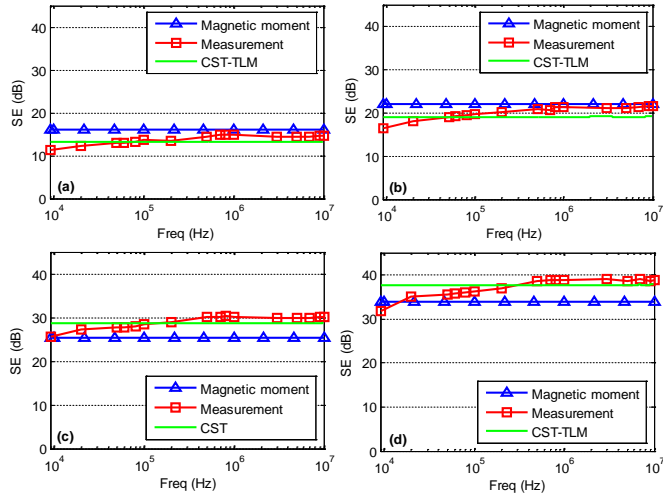 40
30
20
10
0
SE (dB)
Magnetic moment
Measurement
CST-TLM
(a)
10^4
10^5
10^6
10^7
Freq (Hz)
40
30
20
10
0
SE (dB)
Magnetic moment
Measurement
CST-TLM
(b)
10^4
10^5
10^6
10^7
Freq (Hz)
40
30
20
10
0
SE (dB)
Magnetic moment
Measurement
CST
(c)
10^4
10^5
10^6
10^7
Freq (Hz)
40
30
20
10
0
SE (dB)
Magnetic moment
Measurement
CST-TLM
(d)
10^4
10^5
10^6
10^7
Freq (Hz)